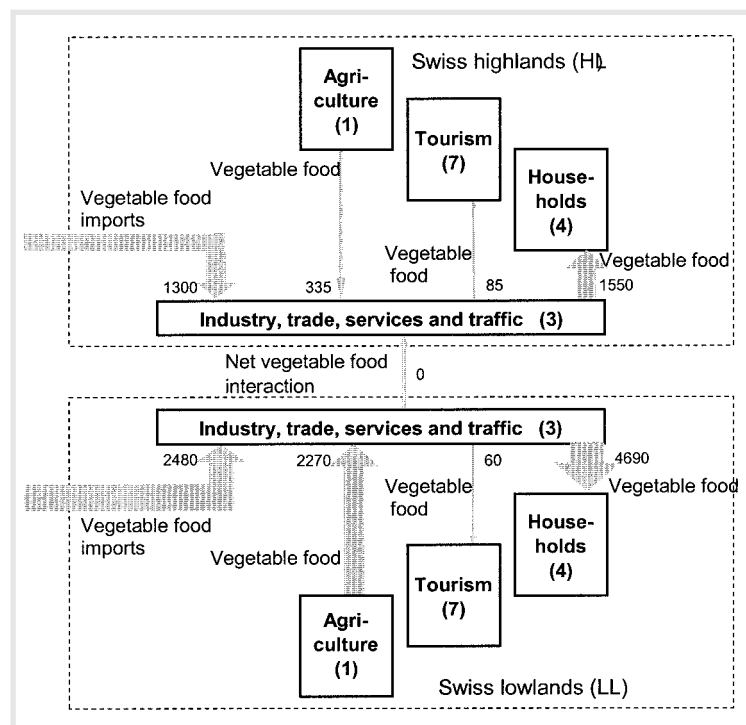 Swiss highlands (HL
Agri-
culture
(1)
Tourism
(7)
House-
holds
(4)
Vegetable food
Vegetable food
imports
Vegetable
food
Vegetable food
1300
335
85
1550
Industry, trade, services and traffic (3)
Net vegetable food
interaction
0
Industry, trade, services and traffic (3)
2480
2270
60
4690
Vegetable
food
Vegetable food
Vegetable food
imports
Vegetable food
House-
holds
(4)
Tourism
(7)
Agri-
culture
(1)
Swiss lowlands (LL)